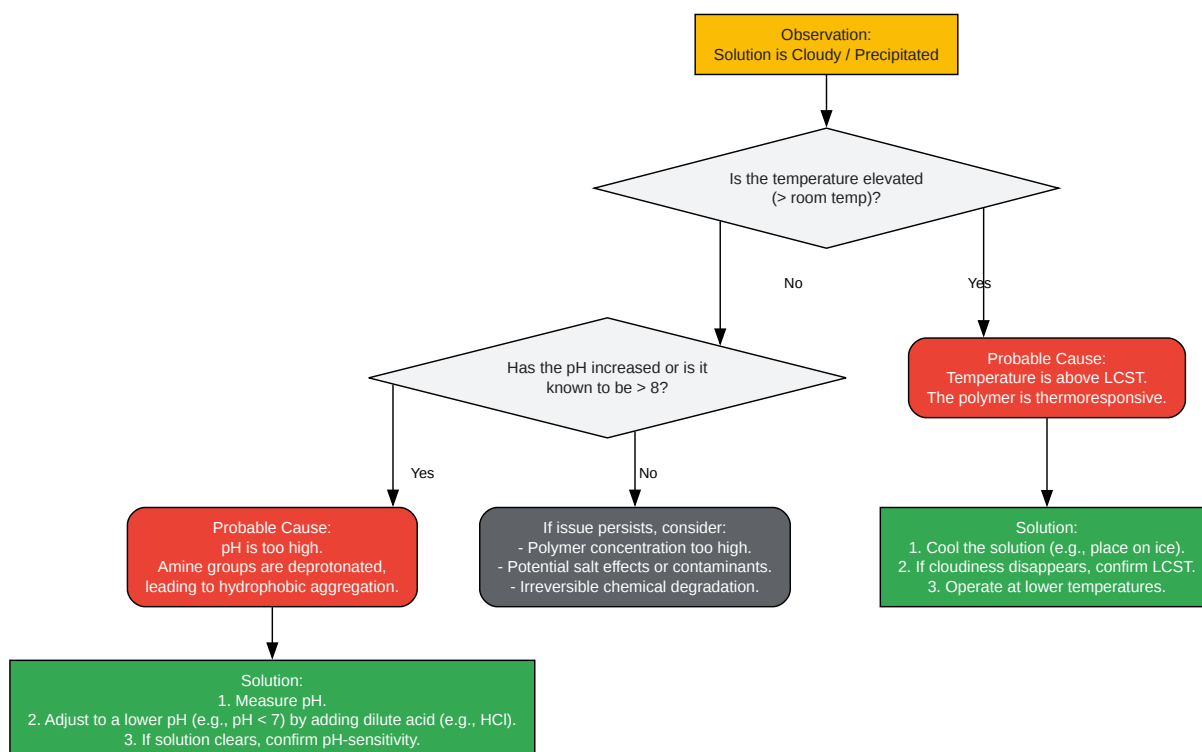 Observation:
Solution is Cloudy / Precipitated
Is the temperature elevated
(> room temp)?
No
Yes
Has the pH increased or is it
known to be > 8?
Probable Cause:
Temperature is above LCST.
The polymer is thermoresponsive.
Yes
No
Probable Cause:
pH is too high.
Amine groups are deprotonated,
leading to hydrophobic aggregation.
If issue persists, consider:
- Polymer concentration too high.
- Potential salt effects or contaminants.
- Irreversible chemical degradation.
Solution:
1. Cool the solution (e.g., place on ice).
2. If cloudiness disappears, confirm LCST.
3. Operate at lower temperatures.
Solution:
1. Measure pH.
2. Adjust to a lower pH (e.g., pH < 7) by adding dilute acid (e.g., HCl).
3. If solution clears, confirm pH-sensitivity.